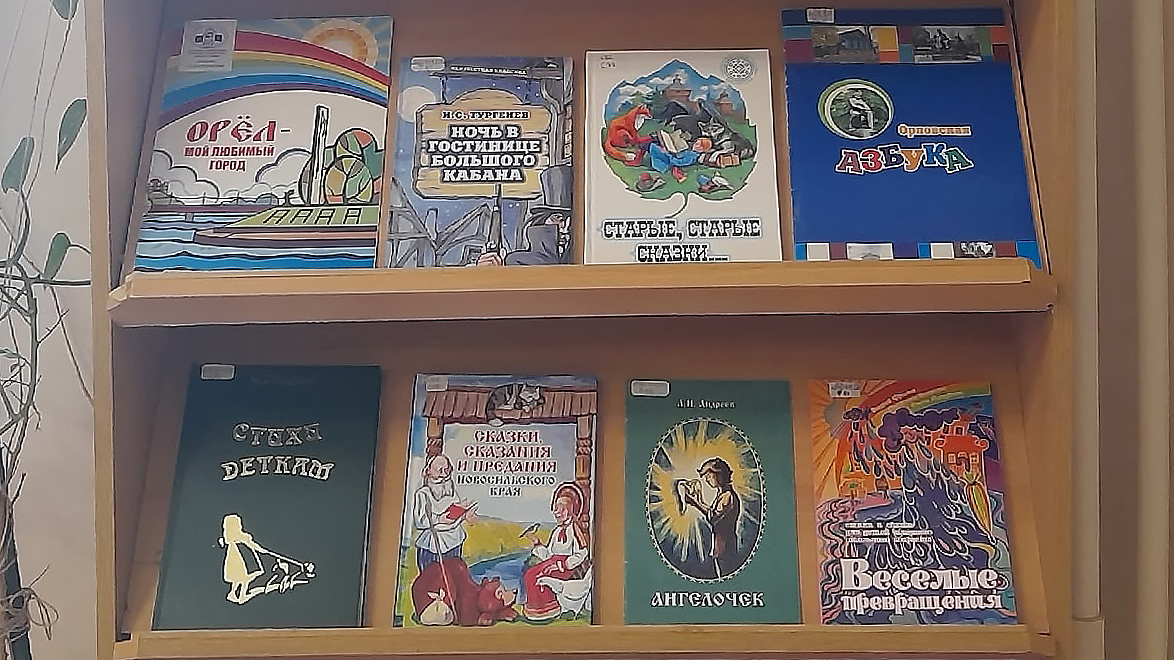 ОРЁЛ-
МОЙ ЛЮБИМЫЙ
ГОРОД
И.С. ТУРГЕНЕВ
НОЧЬ В
ГОСТИНИЦЕ
БОЛЬШОГО
КАБАНА
СТАРЫЕ, СТАРЫЕ
СКАЗКИ...
Орловская
АЗБУКА
СТИХИ
ДЕТКАМ
СКАЗКИ,
СКАЗАНИЯ
И ПРЕДАНИЯ
НОВОСИЛЬСКОГО
КРАЯ
Л.Н. Андреев
АНГЕЛОЧЕК
Веселые
превращения